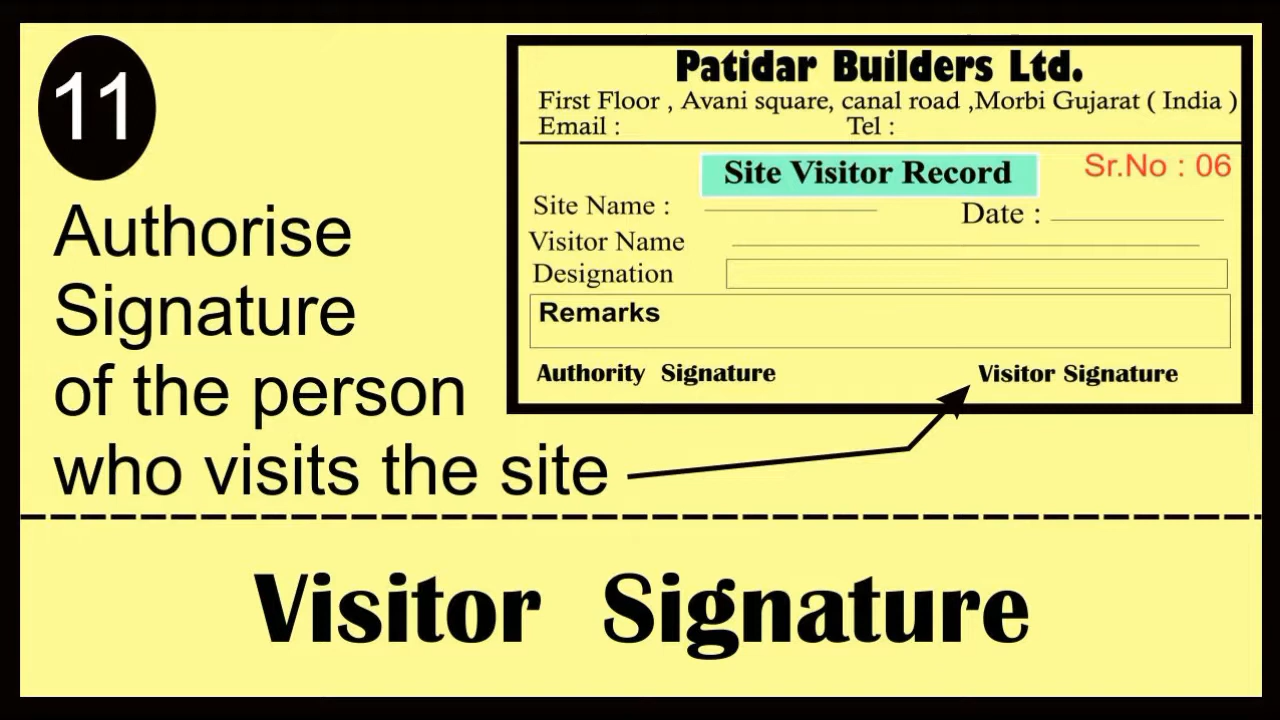 11
Authorise
Signature
of the person
who visits the site
Patidar Builders Ltd.
First Floor , Avani square, canal road ,Morbi Gujarat ( India )
Email : Tel :
Site Visitor Record
Sr.No : 06
Site Name : Date :
Visitor Name
Designation
Remarks
Authority Signature Visitor Signature
Visitor Signature